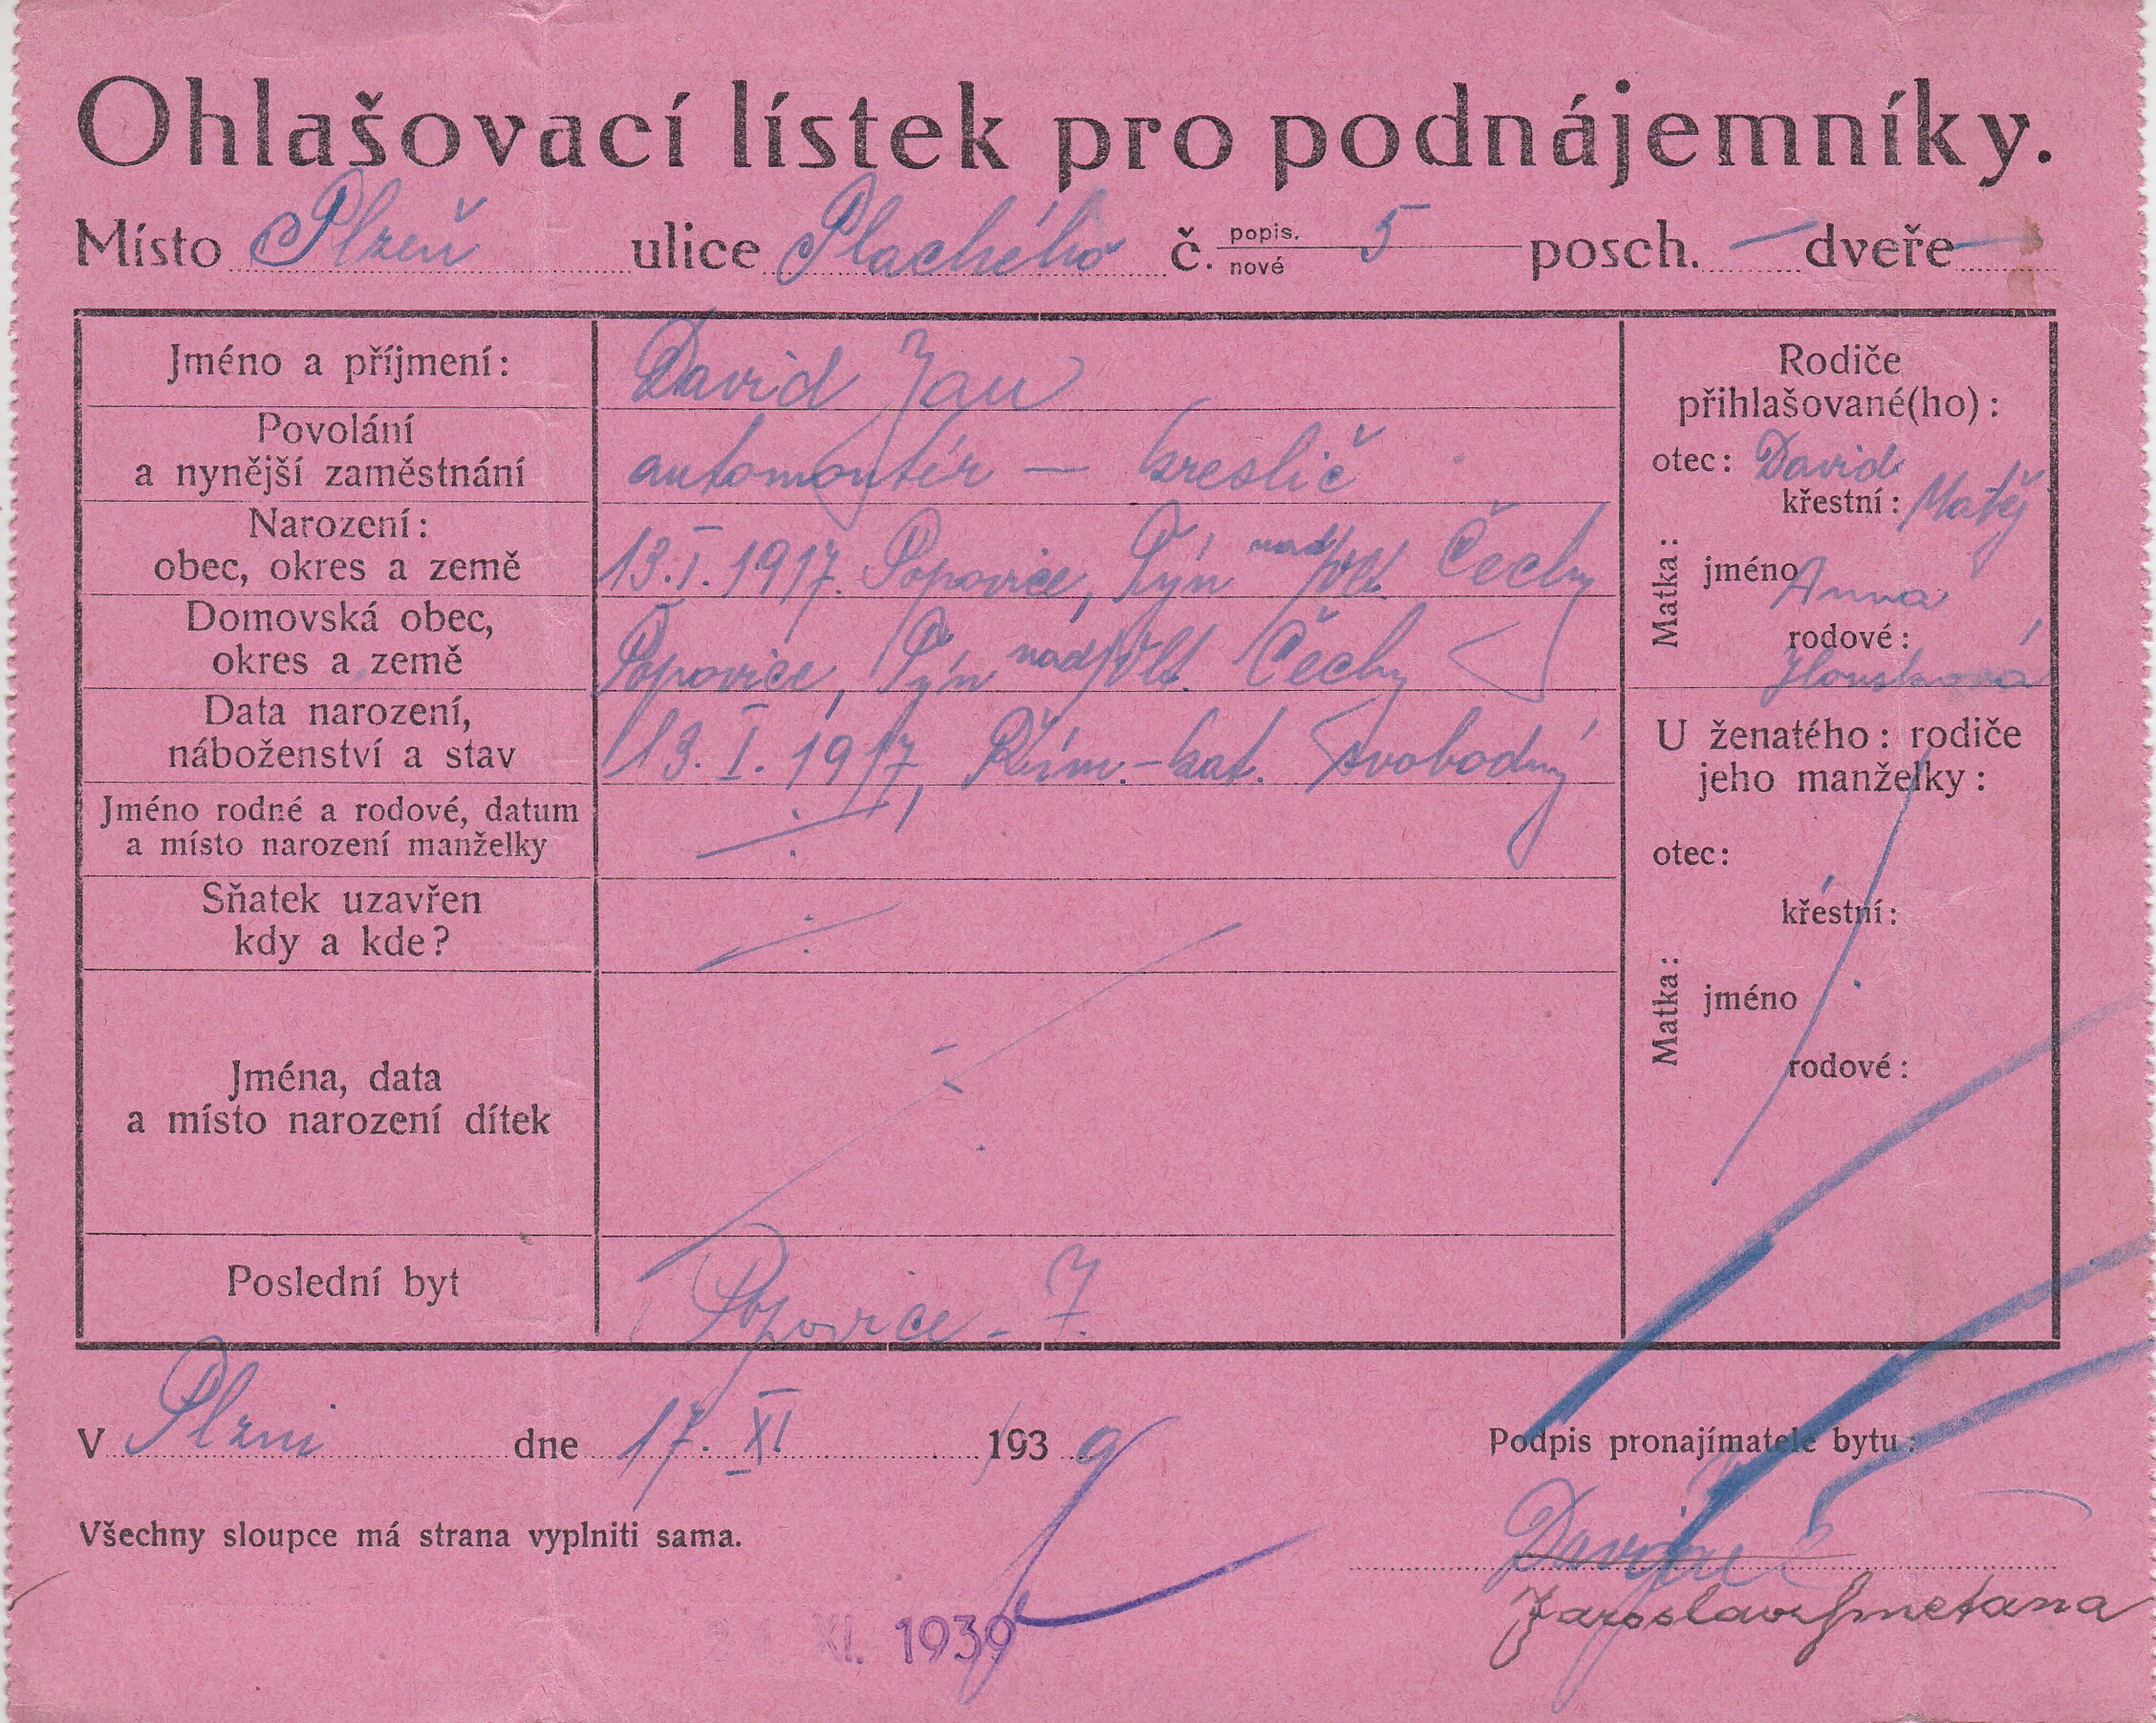 Ohlašovací lístek pro podnájemníky.
Místo Plzeň ulice Plachého č. popis. nové 5 posch. — dveře —
Jméno a příjmení: David Jan
Povolání
a nynější zaměstnání automontér — kreslič
Narození:
obec, okres a země 13. I. 1917. Popovice, Týn nad/Vlt. Čechy
Domovská obec,
okres a země Popovice, Týn nad/Vlt. Čechy
Data narození,
náboženství a stav 13. I. 1917, Řím.-kat. svobodný
Jméno rodné a rodové, datum
a místo narození manželky
Sňatek uzavřen
kdy a kde?
Jména, data
a místo narození dítek
Poslední byt Popovice - 7.
Rodiče
přihlašované(ho):
otec: David
křestní: Matěj
Matka:
jméno Anna
rodové:
U ženatého: rodiče
jeho manželky:
otec:
křestní:
Matka:
jméno
rodové:
V Plzni dne 17. XI. 1939
Podpis pronajímatele bytu:
Všechny sloupce má strana vyplniti sama.
Jaroslav Smetana
XI. 1939